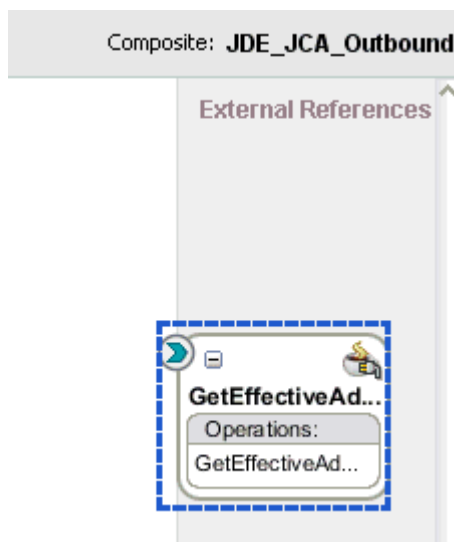 Composite: JDE_JCA_Outbound
External References
GetEffectiveAd...
Operations:
GetEffectiveAd...